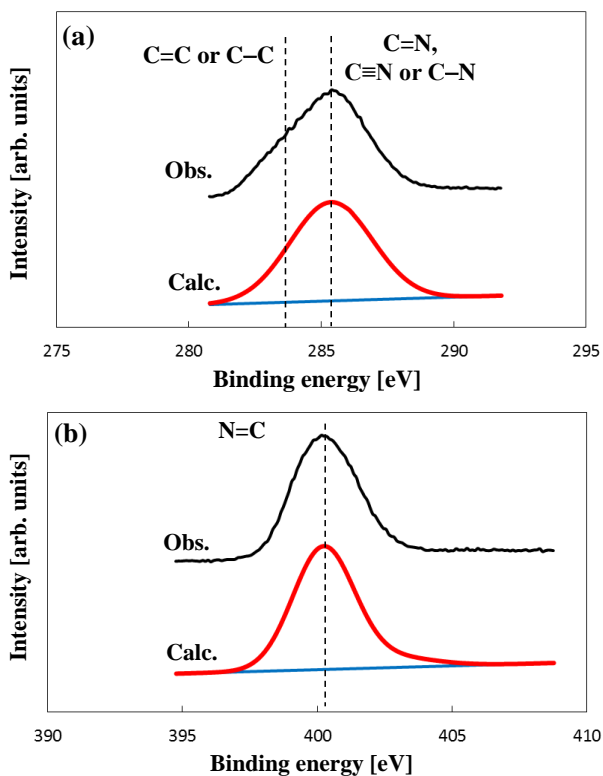 (a)
C=C or C−C
C=N,
C≡N or C−N
Obs.
Calc.
Intensity [arb. units]
275 280 285 290 295
Binding energy [eV]
(b)
N=C
Obs.
Calc.
Intensity [arb. units]
390 395 400 405 410
Binding energy [eV]